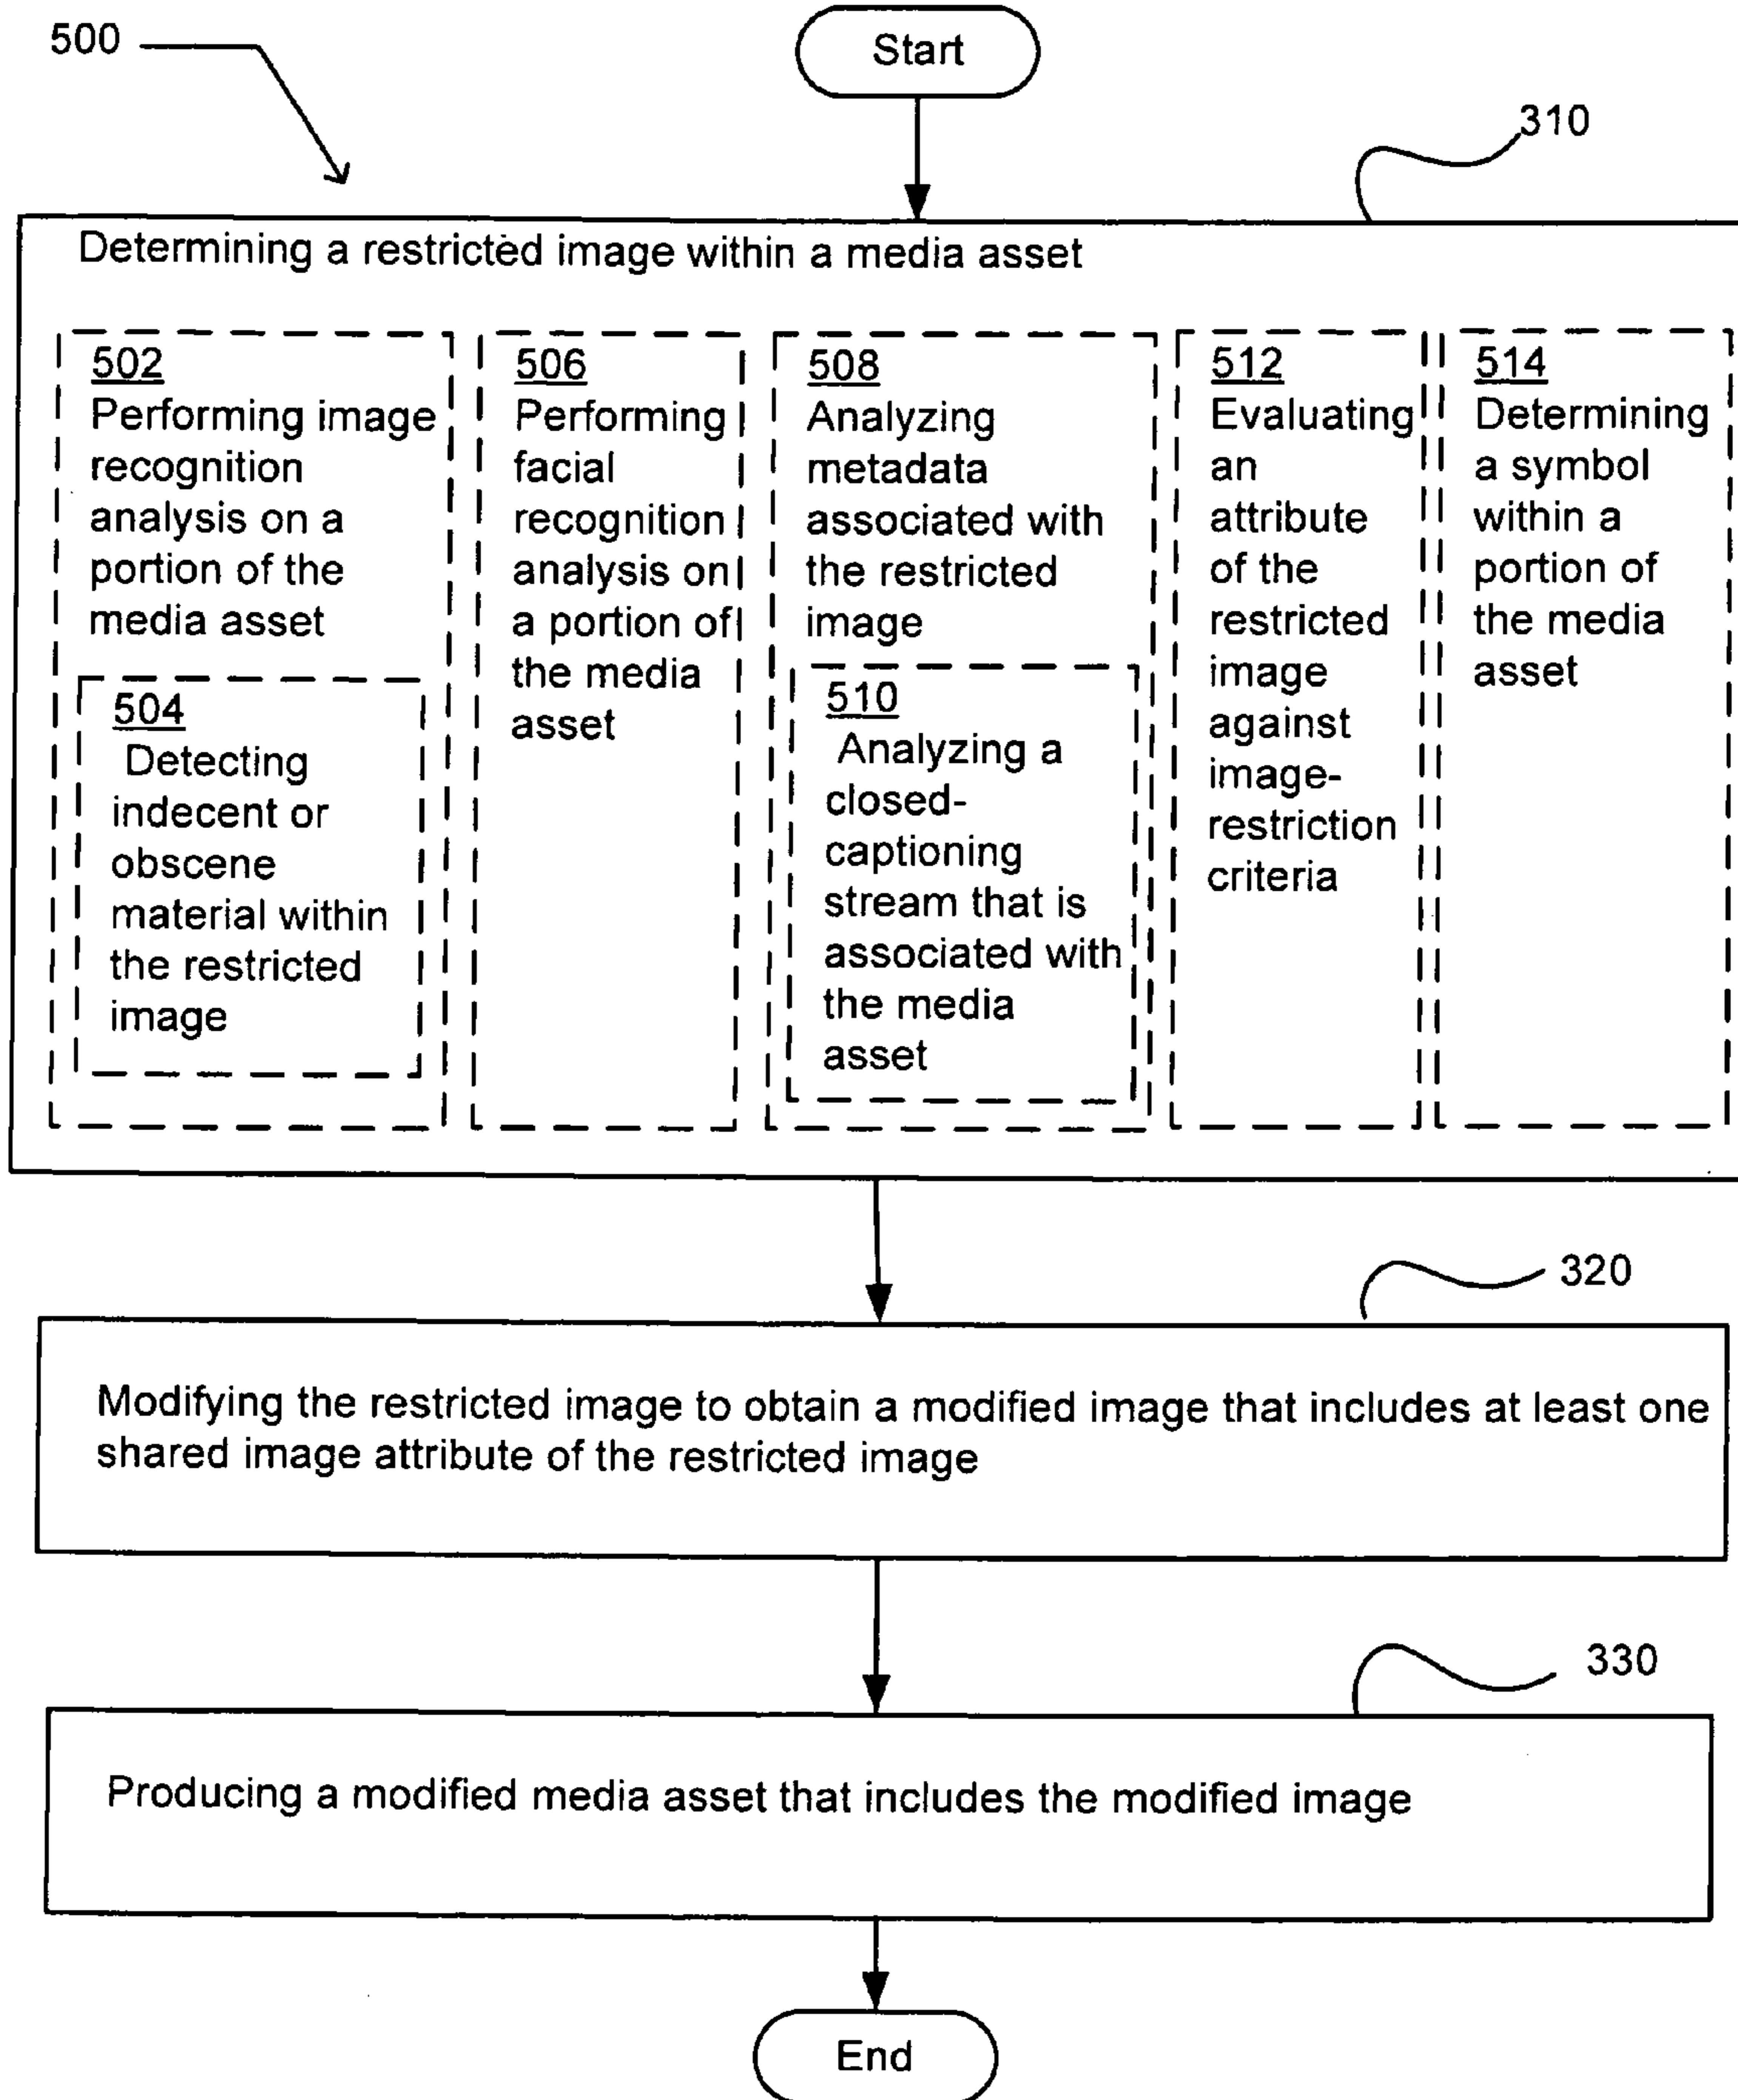 500
Start
310
Determining a restricted image within a media asset
502
Performing image
recognition
analysis on a
portion of the
media asset
504
Detecting
indecent or
obscene
material within
the restricted
image
506
Performing
facial
recognition
analysis on
a portion of
the media
asset
508
Analyzing
metadata
associated with
the restricted
image
510
Analyzing a
closed-
captioning
stream that is
associated with
the media
asset
512
Evaluating
an
attribute
of the
restricted
image
against
image-
restriction
criteria
514
Determining
a symbol
within a
portion of
the media
asset
320
Modifying the restricted image to obtain a modified image that includes at least one
shared image attribute of the restricted image
330
Producing a modified media asset that includes the modified image
End